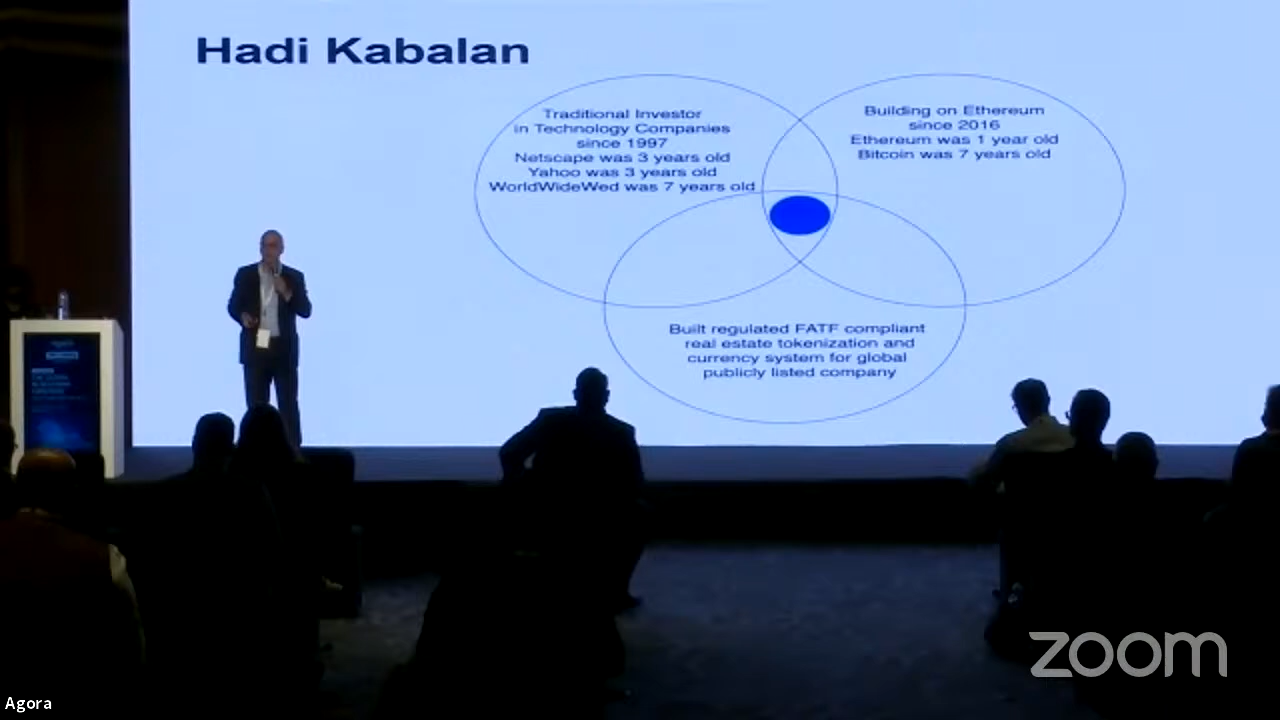 Hadi Kabalan
Traditional Investor
in Technology Companies
since 1997
Netscape was 3 years old
Yahoo was 3 years old
WorldWideWed was 7 years old
Building on Ethereum
since 2016
Ethereum was 1 year old
Bitcoin was 7 years old
Built regulated FATF compliant
real estate tokenization and
currency system for global
publicly listed company
zoom
Agora